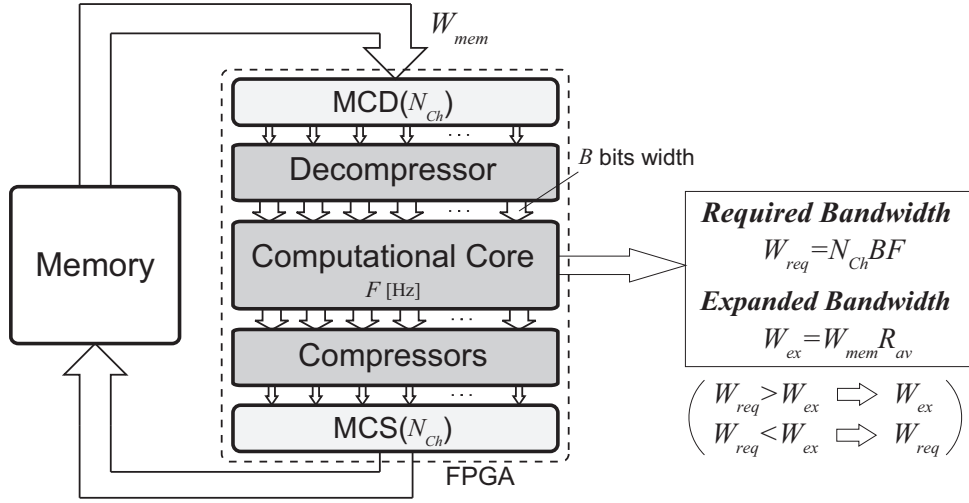 W_mem
MCD(N_Ch)
...
Decompressor
B bits width
...
Memory
Computational Core
F [Hz]
...
Compressors
...
MCS(N_Ch)
FPGA
Required Bandwidth
W_req=N_Ch BF
Expanded Bandwidth
W_ex=W_mem R_av
W_req>W_ex ⇨ W_ex
W_req<W_ex ⇨ W_req